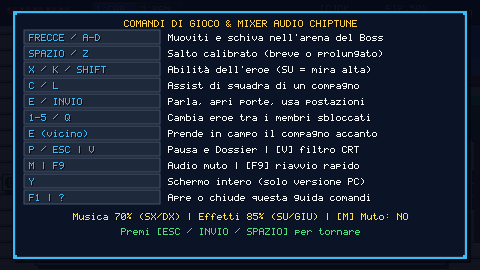 COMANDI DI GIOCO & MIXER AUDIO CHIPTUNE
FRECCE / A-D Muoviti e schiva nell'arena del Boss
SPAZIO / Z Salto calibrato (breve o prolungato)
X / K / SHIFT Abilità dell'eroe (SU = mira alta)
C / L Assist di squadra di un compagno
E / INVIO Parla, apri porte, usa postazioni
1-5 / Q Cambia eroe tra i membri sbloccati
E (vicino) Prende in campo il compagno accanto
P / ESC | V Pausa e Dossier | [V] filtro CRT
M | F9 Audio muto | [F9] riavvio rapido
Y Schermo intero (solo versione PC)
F1 | ? Apre o chiude questa guida comandi
Musica 70% (SX/DX) | Effetti 85% (SU/GIU) | [M] Muto: NO
Premi [ESC / INVIO / SPAZIO] per tornare